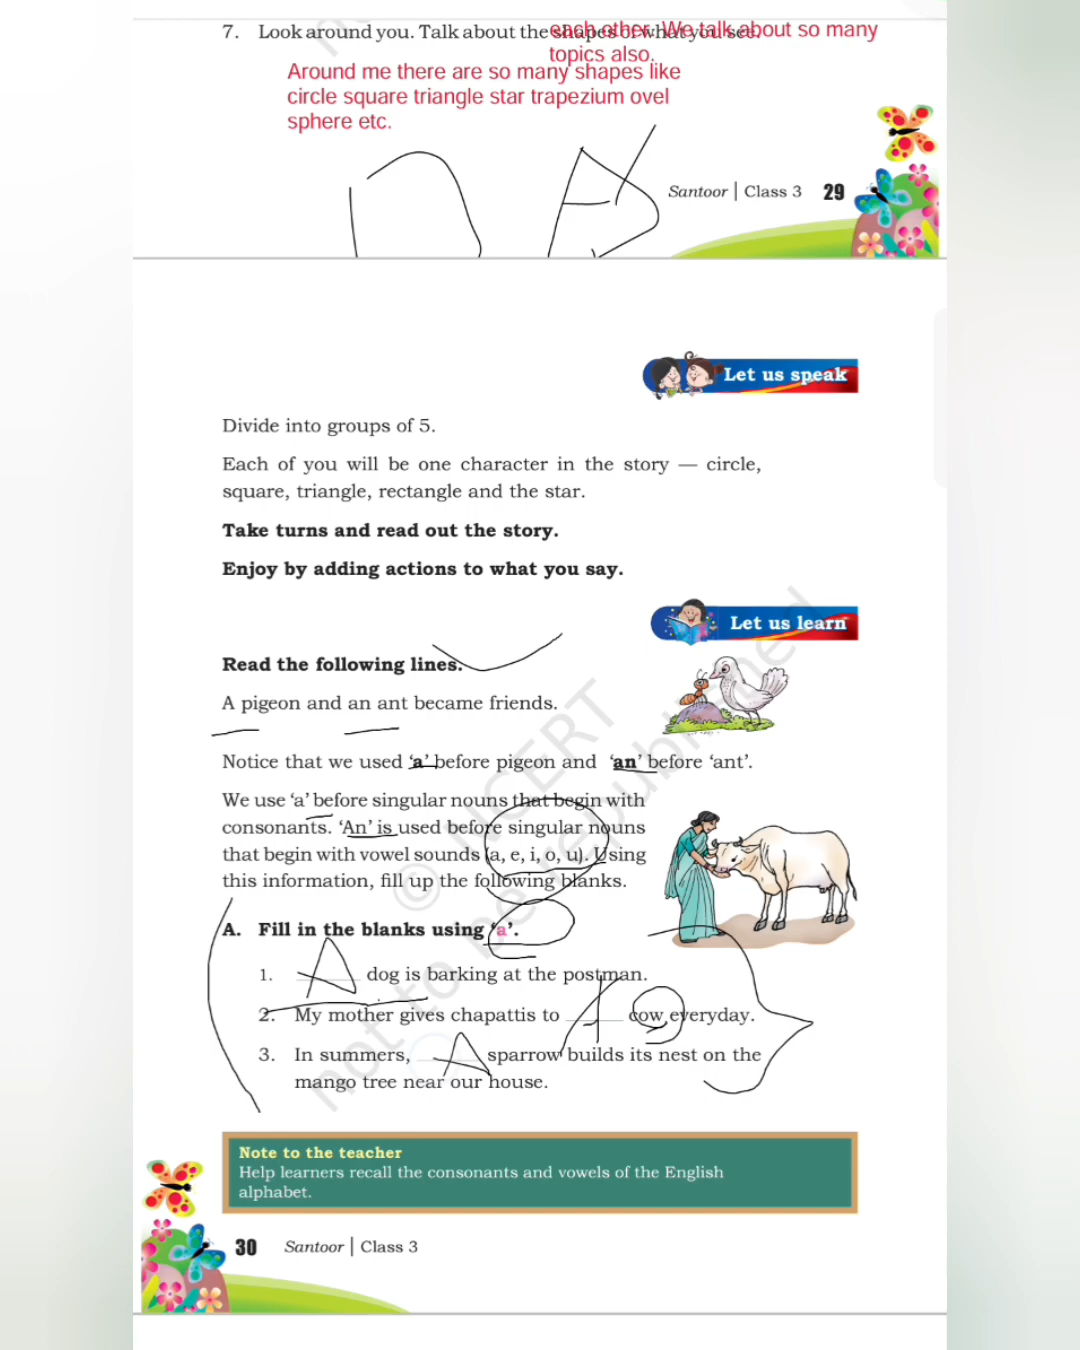 7. Look around you. Talk about the shapes of what you see.
each other. We talk about so many
topics also.
Around me there are so many shapes like
circle square triangle star trapezium ovel
sphere etc.
Santoor | Class 3 29
Let us speak
Divide into groups of 5.
Each of you will be one character in the story — circle,
square, triangle, rectangle and the star.
Take turns and read out the story.
Enjoy by adding actions to what you say.
Let us learn
Read the following lines.
A pigeon and an ant became friends.
Notice that we used ‘a’ before pigeon and ‘an’ before ‘ant’.
We use ‘a’ before singular nouns that begin with
consonants. ‘An’ is used before singular nouns
that begin with vowel sounds (a, e, i, o, u). Using
this information, fill up the following blanks.
A. Fill in the blanks using ‘a’.
1. A dog is barking at the postman.
2. My mother gives chapattis to A cow everyday.
3. In summers, A sparrow builds its nest on the
mango tree near our house.
© NCERT
not to be republished
Note to the teacher
Help learners recall the consonants and vowels of the English
alphabet.
30 Santoor | Class 3